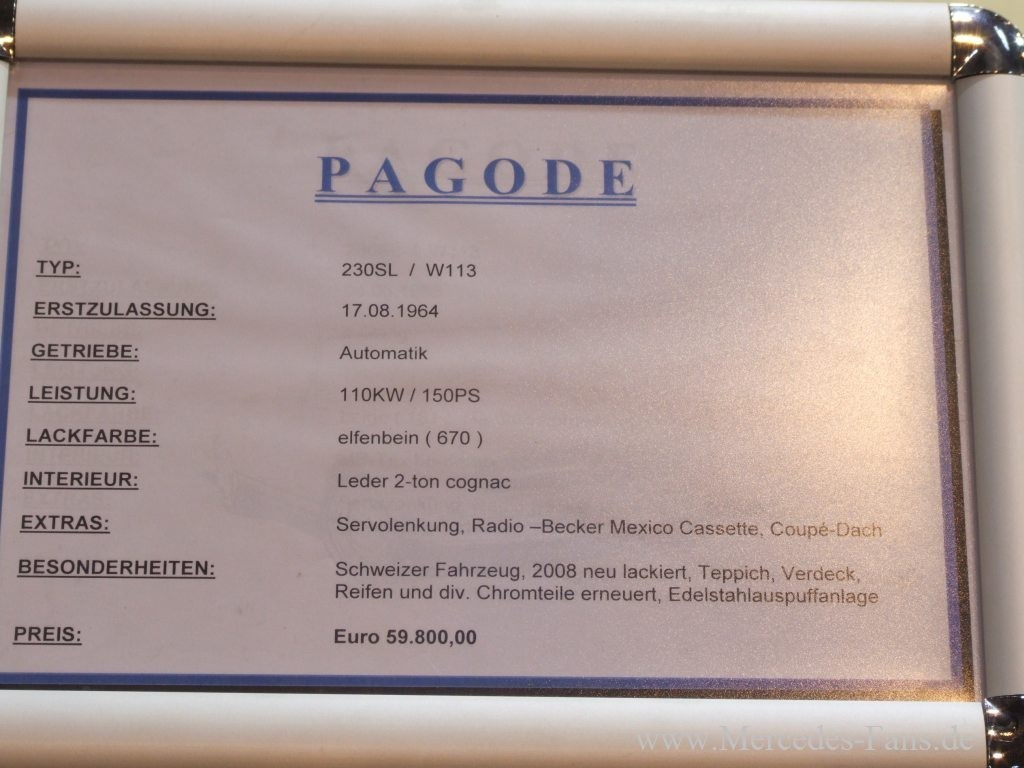 PAGODE
TYP: 230SL / W113
ERSTZULASSUNG: 17.08.1964
GETRIEBE: Automatik
LEISTUNG: 110KW / 150PS
LACKFARBE: elfenbein ( 670 )
INTERIEUR: Leder 2-ton cognac
EXTRAS: Servolenkung, Radio –Becker Mexico Cassette, Coupé-Dach
BESONDERHEITEN: Schweizer Fahrzeug, 2008 neu lackiert, Teppich, Verdeck,
Reifen und div. Chromteile erneuert, Edelstahlauspuffanlage
PREIS: Euro 59.800,00
www.Mercedes-Fans.de